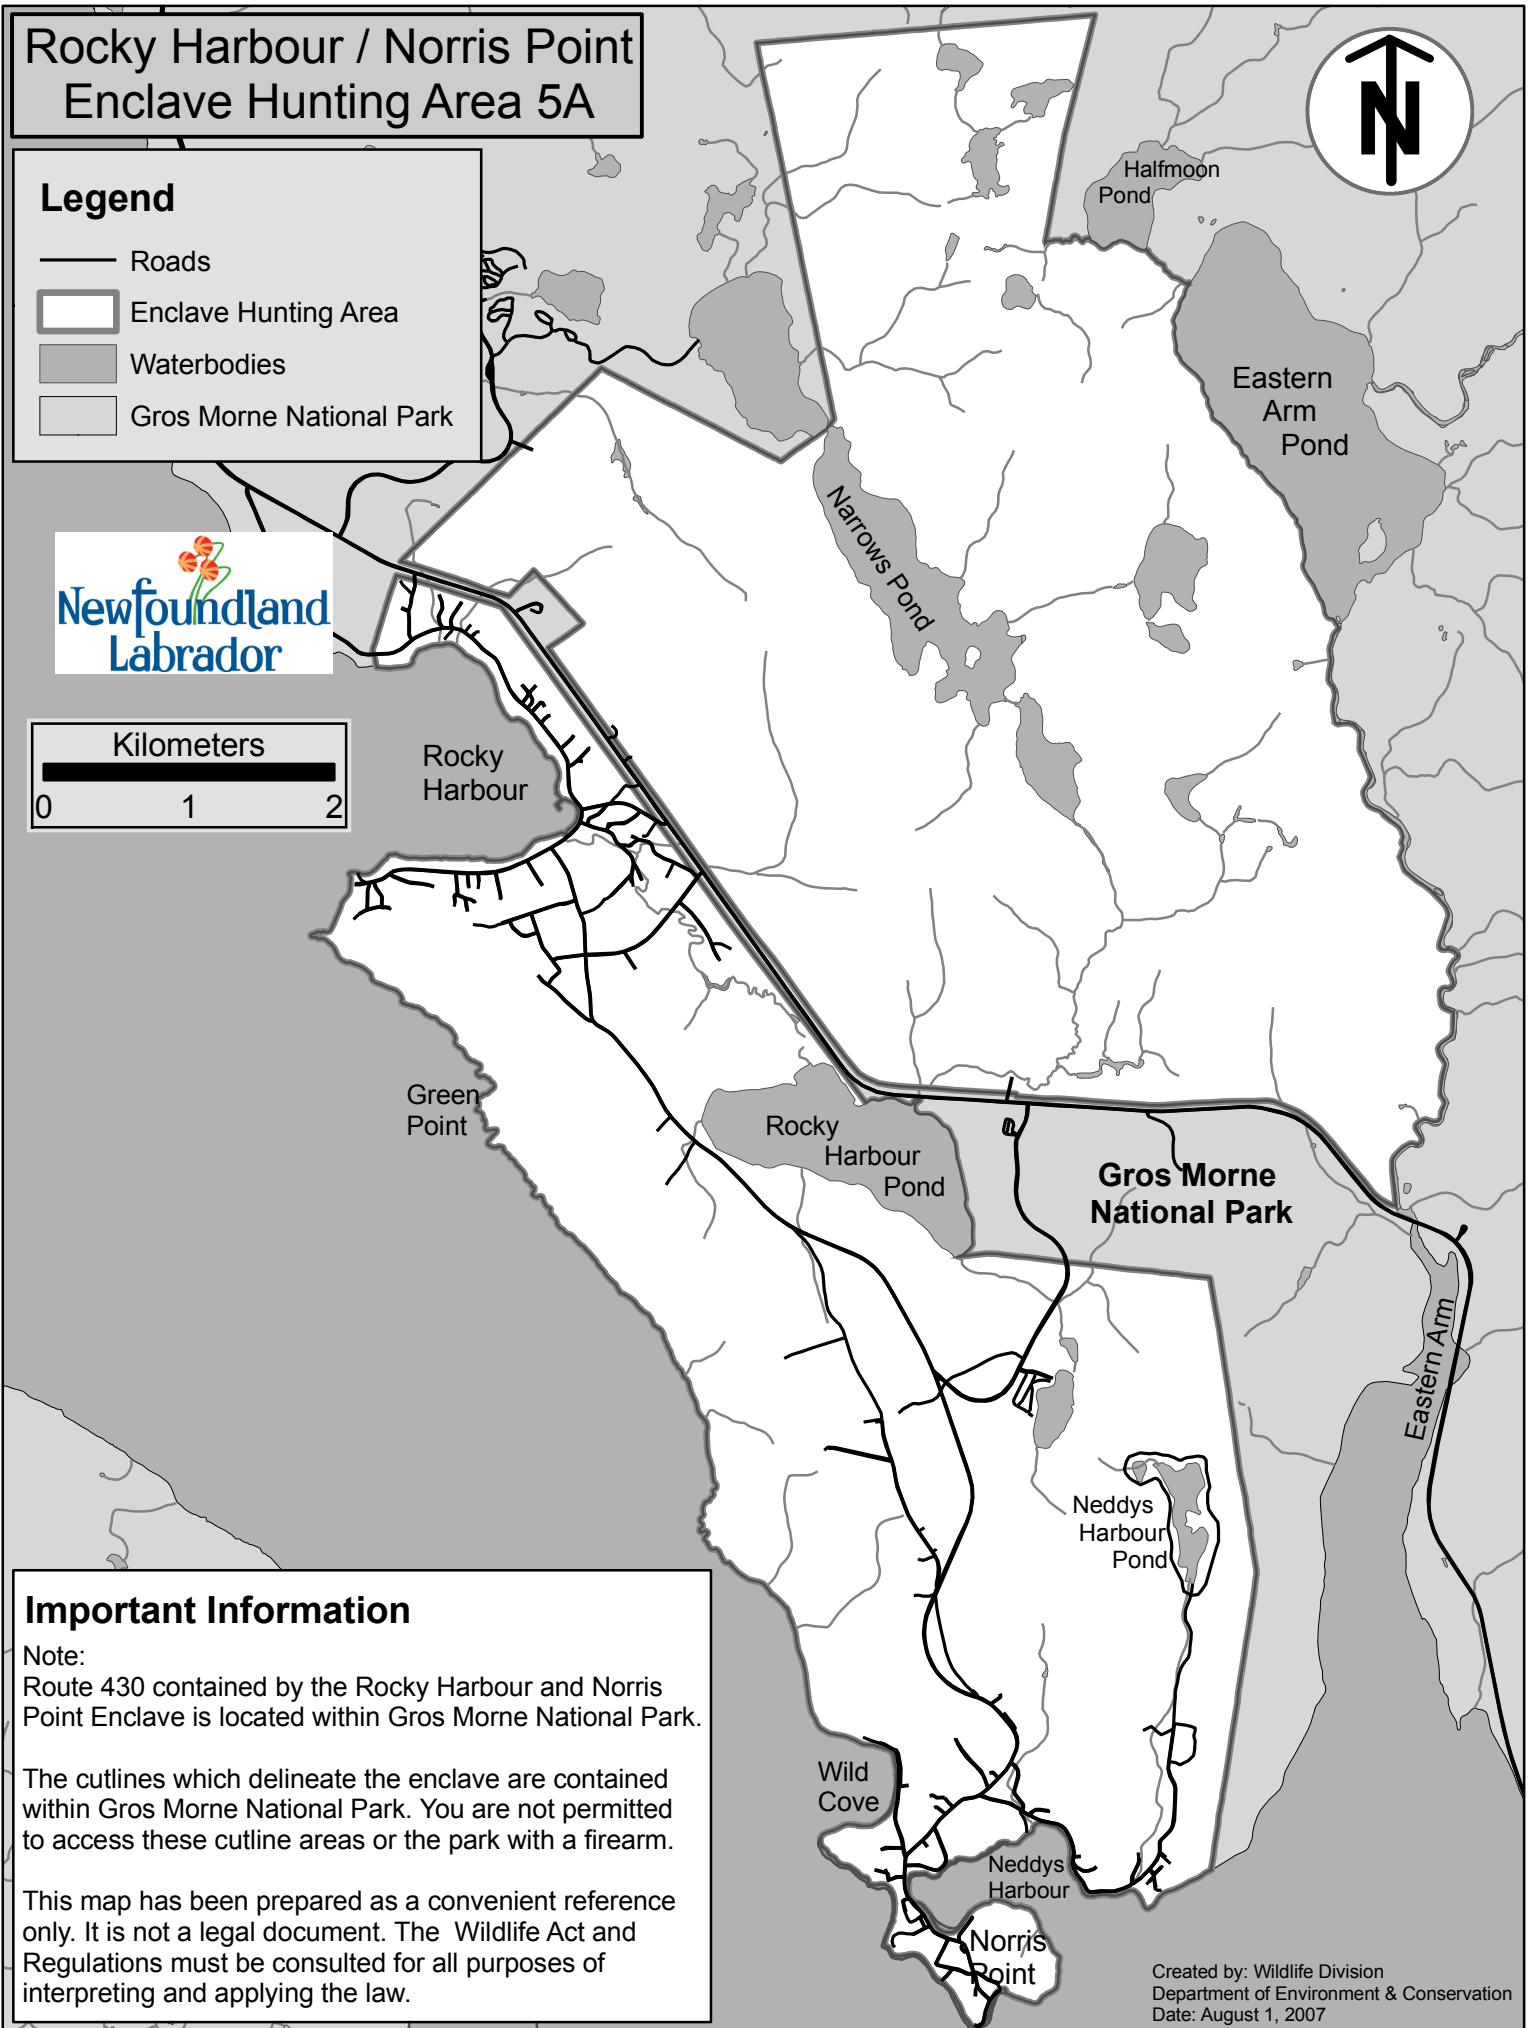 Rocky Harbour / Norris Point
Enclave Hunting Area 5A
N
Legend
Roads
Enclave Hunting Area
Waterbodies
Gros Morne National Park
Halfmoon
Pond
Eastern
Arm
Pond
Narrows Pond
Newfoundland
Labrador
Kilometers
0 1 2
Rocky
Harbour
Green
Point
Rocky
Harbour
Pond
Gros Morne
National Park
Eastern Arm
Neddys
Harbour
Pond
Important Information
Note:
Route 430 contained by the Rocky Harbour and Norris
Point Enclave is located within Gros Morne National Park.
The cutlines which delineate the enclave are contained
within Gros Morne National Park. You are not permitted
to access these cutline areas or the park with a firearm.
This map has been prepared as a convenient reference
only. It is not a legal document. The Wildlife Act and
Regulations must be consulted for all purposes of
interpreting and applying the law.
Wild
Cove
Neddys
Harbour
Norris
Point
Created by: Wildlife Division
Department of Environment & Conservation
Date: August 1, 2007